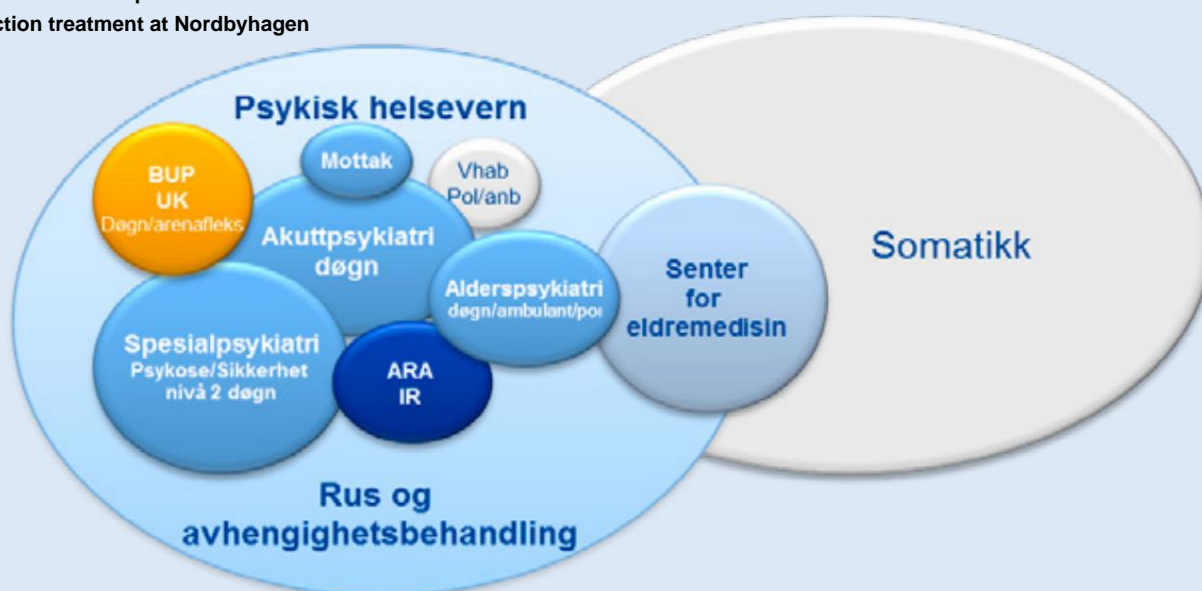 ction treatment at Nordbyhagen
Psykisk helsevern
Mottak
BUP
UK
Døgn/arenafleks
Vhab
Pol/anb
Akuttpsykiatri
døgn
Alderspsykiatri
døgn/ambulant/pol
Senter
for
eldremedisin
Somatikk
Spesialpsykiatri
Psykose/Sikkerhet
nivå 2 døgn
ARA
IR
Rus og
avhengighetsbehandling